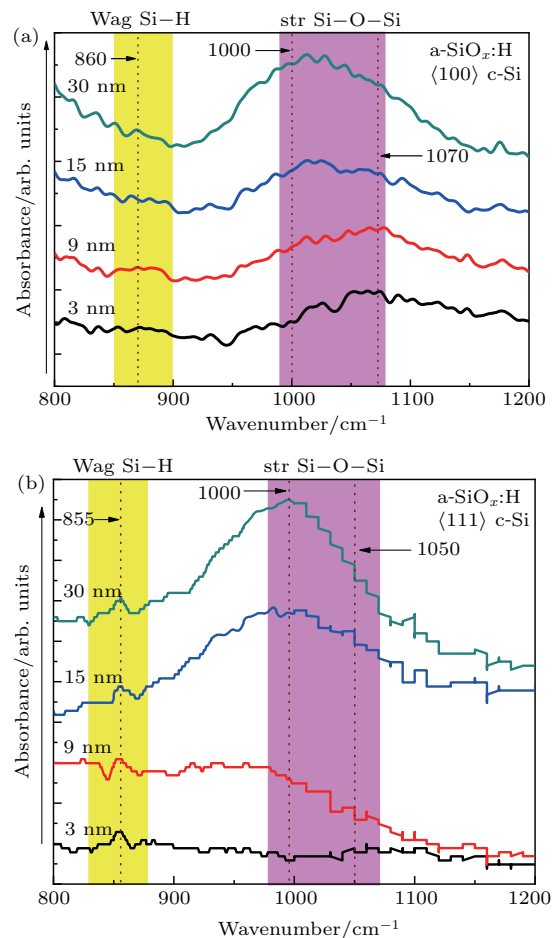 (a)
Wag Si−H
str Si−O−Si
860
1000
a-SiOₓ:H
⟨100⟩ c-Si
30 nm
15 nm
1070
9 nm
3 nm
Absorbance/arb. units
800
900
1000
1100
1200
Wavenumber/cm⁻¹
(b)
Wag Si−H
str Si−O−Si
1000
a-SiOₓ:H
⟨111⟩ c-Si
855
1050
30 nm
15 nm
9 nm
3 nm
Absorbance/arb. units
800
900
1000
1100
1200
Wavenumber/cm⁻¹